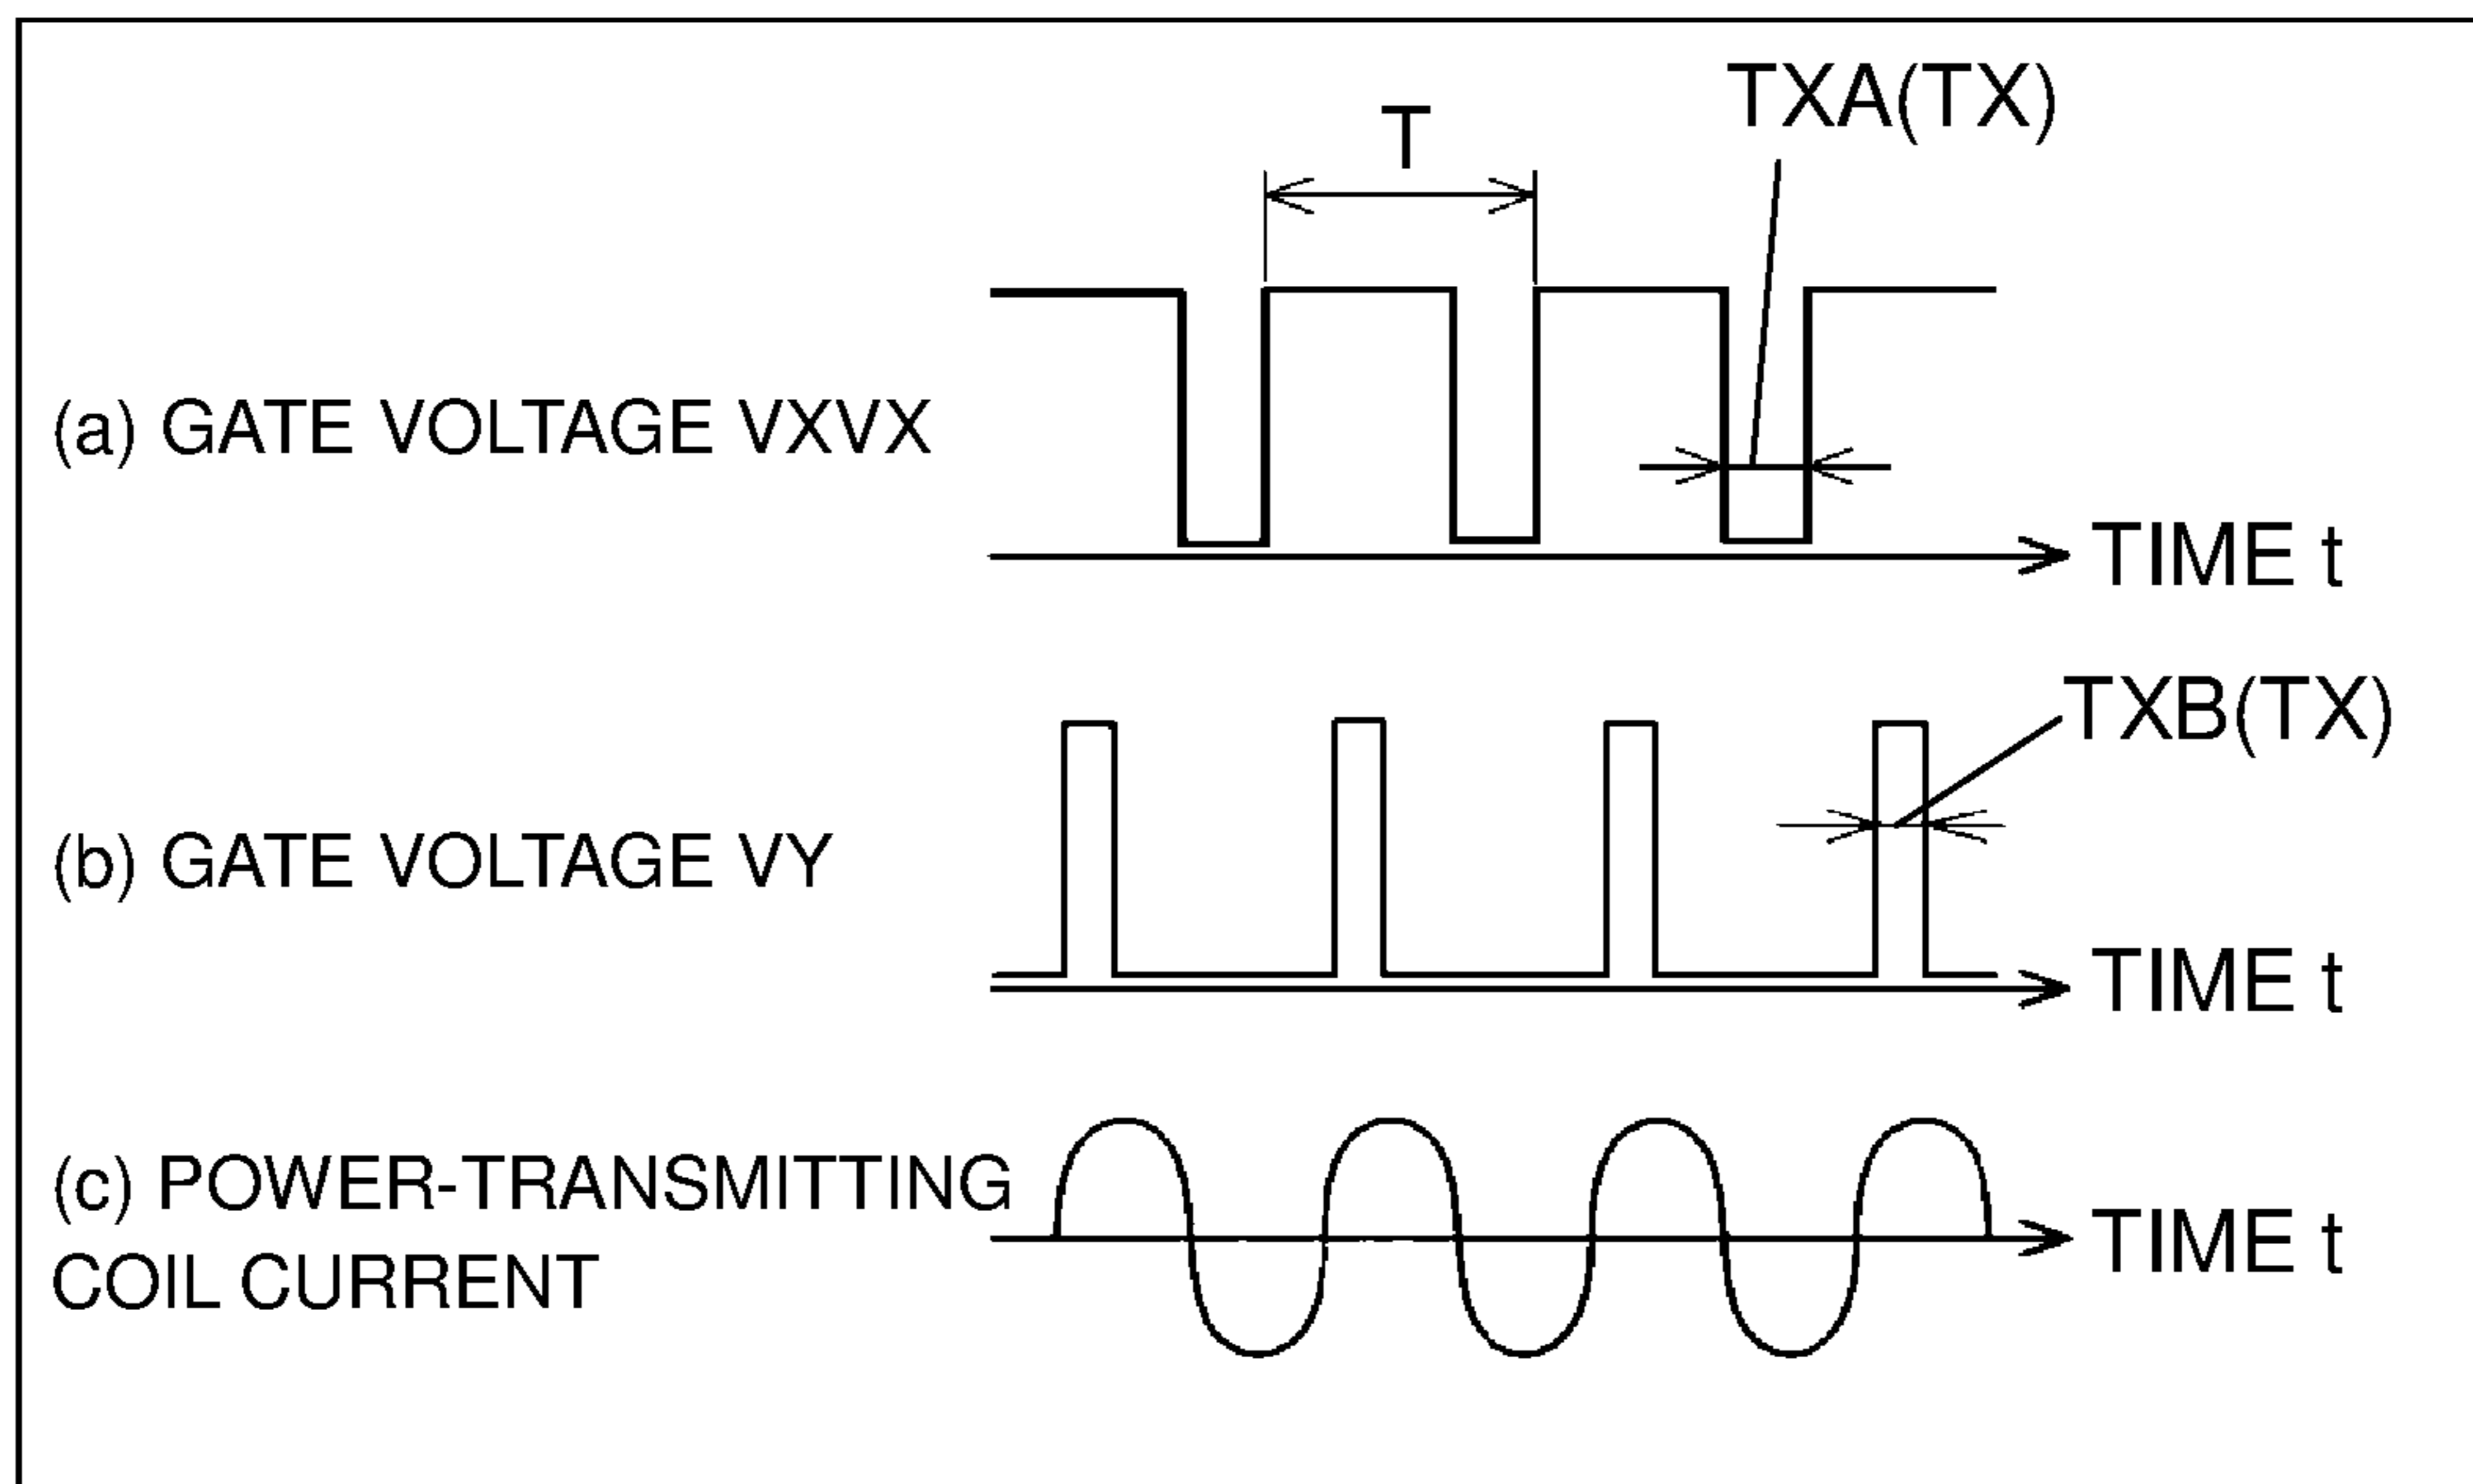 TXA(TX)
T
(a) GATE VOLTAGE VXVX
TIME t
TXB(TX)
(b) GATE VOLTAGE VY
TIME t
(c) POWER-TRANSMITTING
COIL CURRENT
TIME t